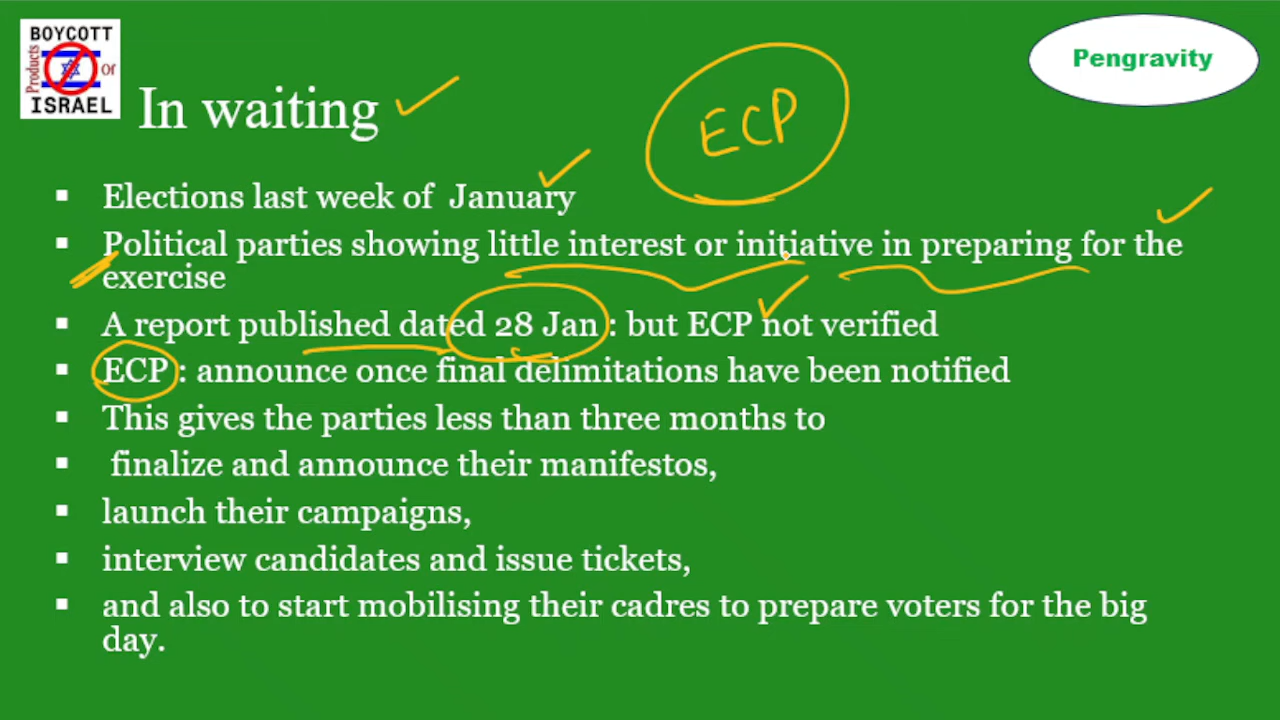 BOYCOTT
Products
or
ISRAEL
Pengravity
In waiting
ECP
▪ Elections last week of January
▪ Political parties showing little interest or initiative in preparing for the
exercise
▪ A report published dated 28 Jan : but ECP not verified
▪ ECP : announce once final delimitations have been notified
▪ This gives the parties less than three months to
▪ finalize and announce their manifestos,
▪ launch their campaigns,
▪ interview candidates and issue tickets,
▪ and also to start mobilising their cadres to prepare voters for the big
day.